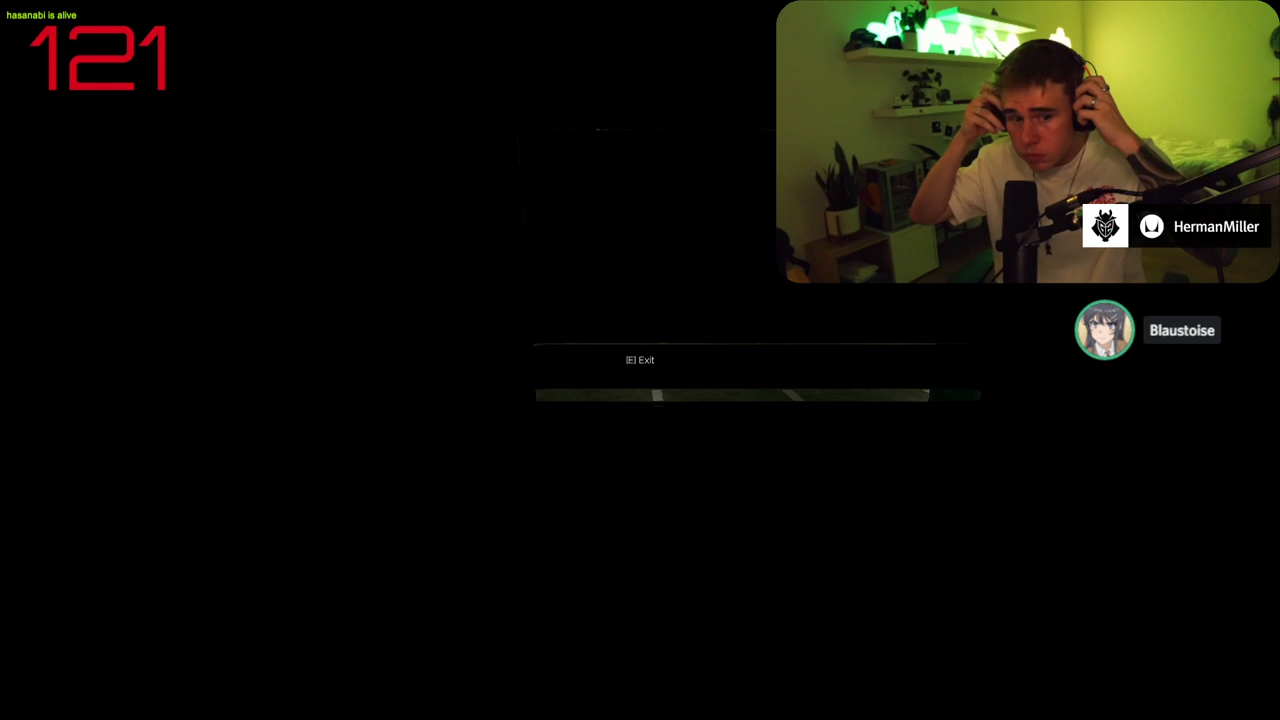 hasanabi is alive
121
HermanMiller
Blaustoise
[E] Exit